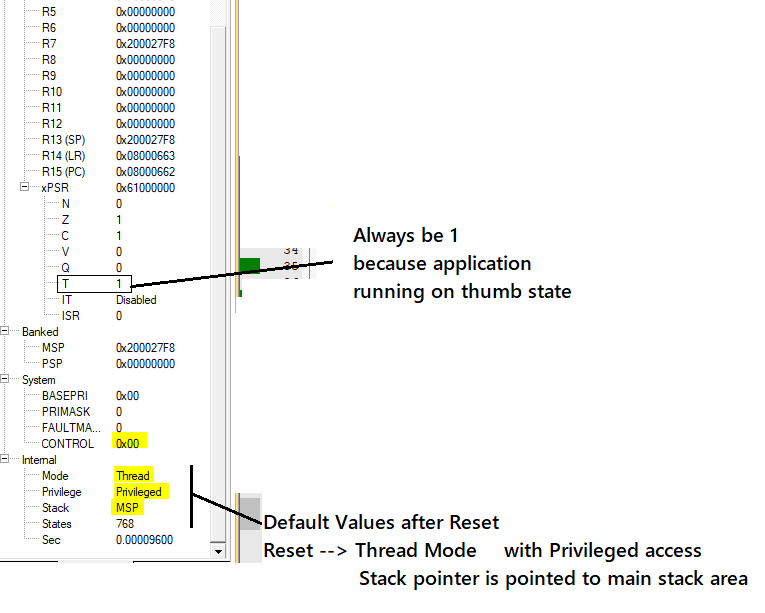 R5 0x00000000
R6 0x00000000
R7 0x200027F8
R8 0x00000000
R9 0x00000000
R10 0x00000000
R11 0x00000000
R12 0x00000000
R13 (SP) 0x200027F8
R14 (LR) 0x08000663
R15 (PC) 0x08000662
xPSR 0x61000000
N 0
Z 1
C 1
V 0
Q 0
T 1
IT Disabled
ISR 0
34
Always be 1
because application
running on thumb state
Banked
MSP 0x200027F8
PSP 0x00000000
System
BASEPRI 0x00
PRIMASK 0
FAULTMA... 0
CONTROL 0x00
Internal
Mode Thread
Privilege Privileged
Stack MSP
States 768
Sec 0.00009600
Default Values after Reset
Reset --> Thread Mode with Privileged access
Stack pointer is pointed to main stack area